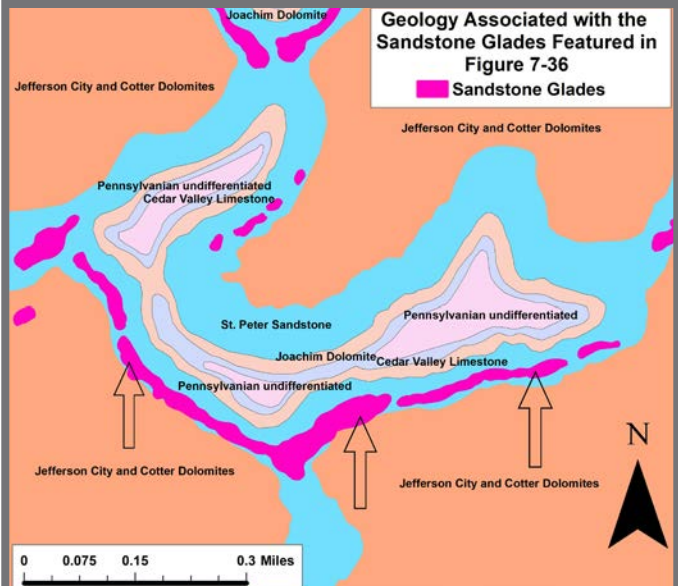 Joachim Dolomite
Geology Associated with the
Sandstone Glades Featured in
Figure 7-36
Sandstone Glades
Jefferson City and Cotter Dolomites
Jefferson City and Cotter Dolomites
Pennsylvanian undifferentiated
Cedar Valley Limestone
Pennsylvanian undifferentiated
St. Peter Sandstone
Joachim Dolomite
Cedar Valley Limestone
Pennsylvanian undifferentiated
Jefferson City and Cotter Dolomites
Jefferson City and Cotter Dolomites
N
0 0.075 0.15 0.3 Miles